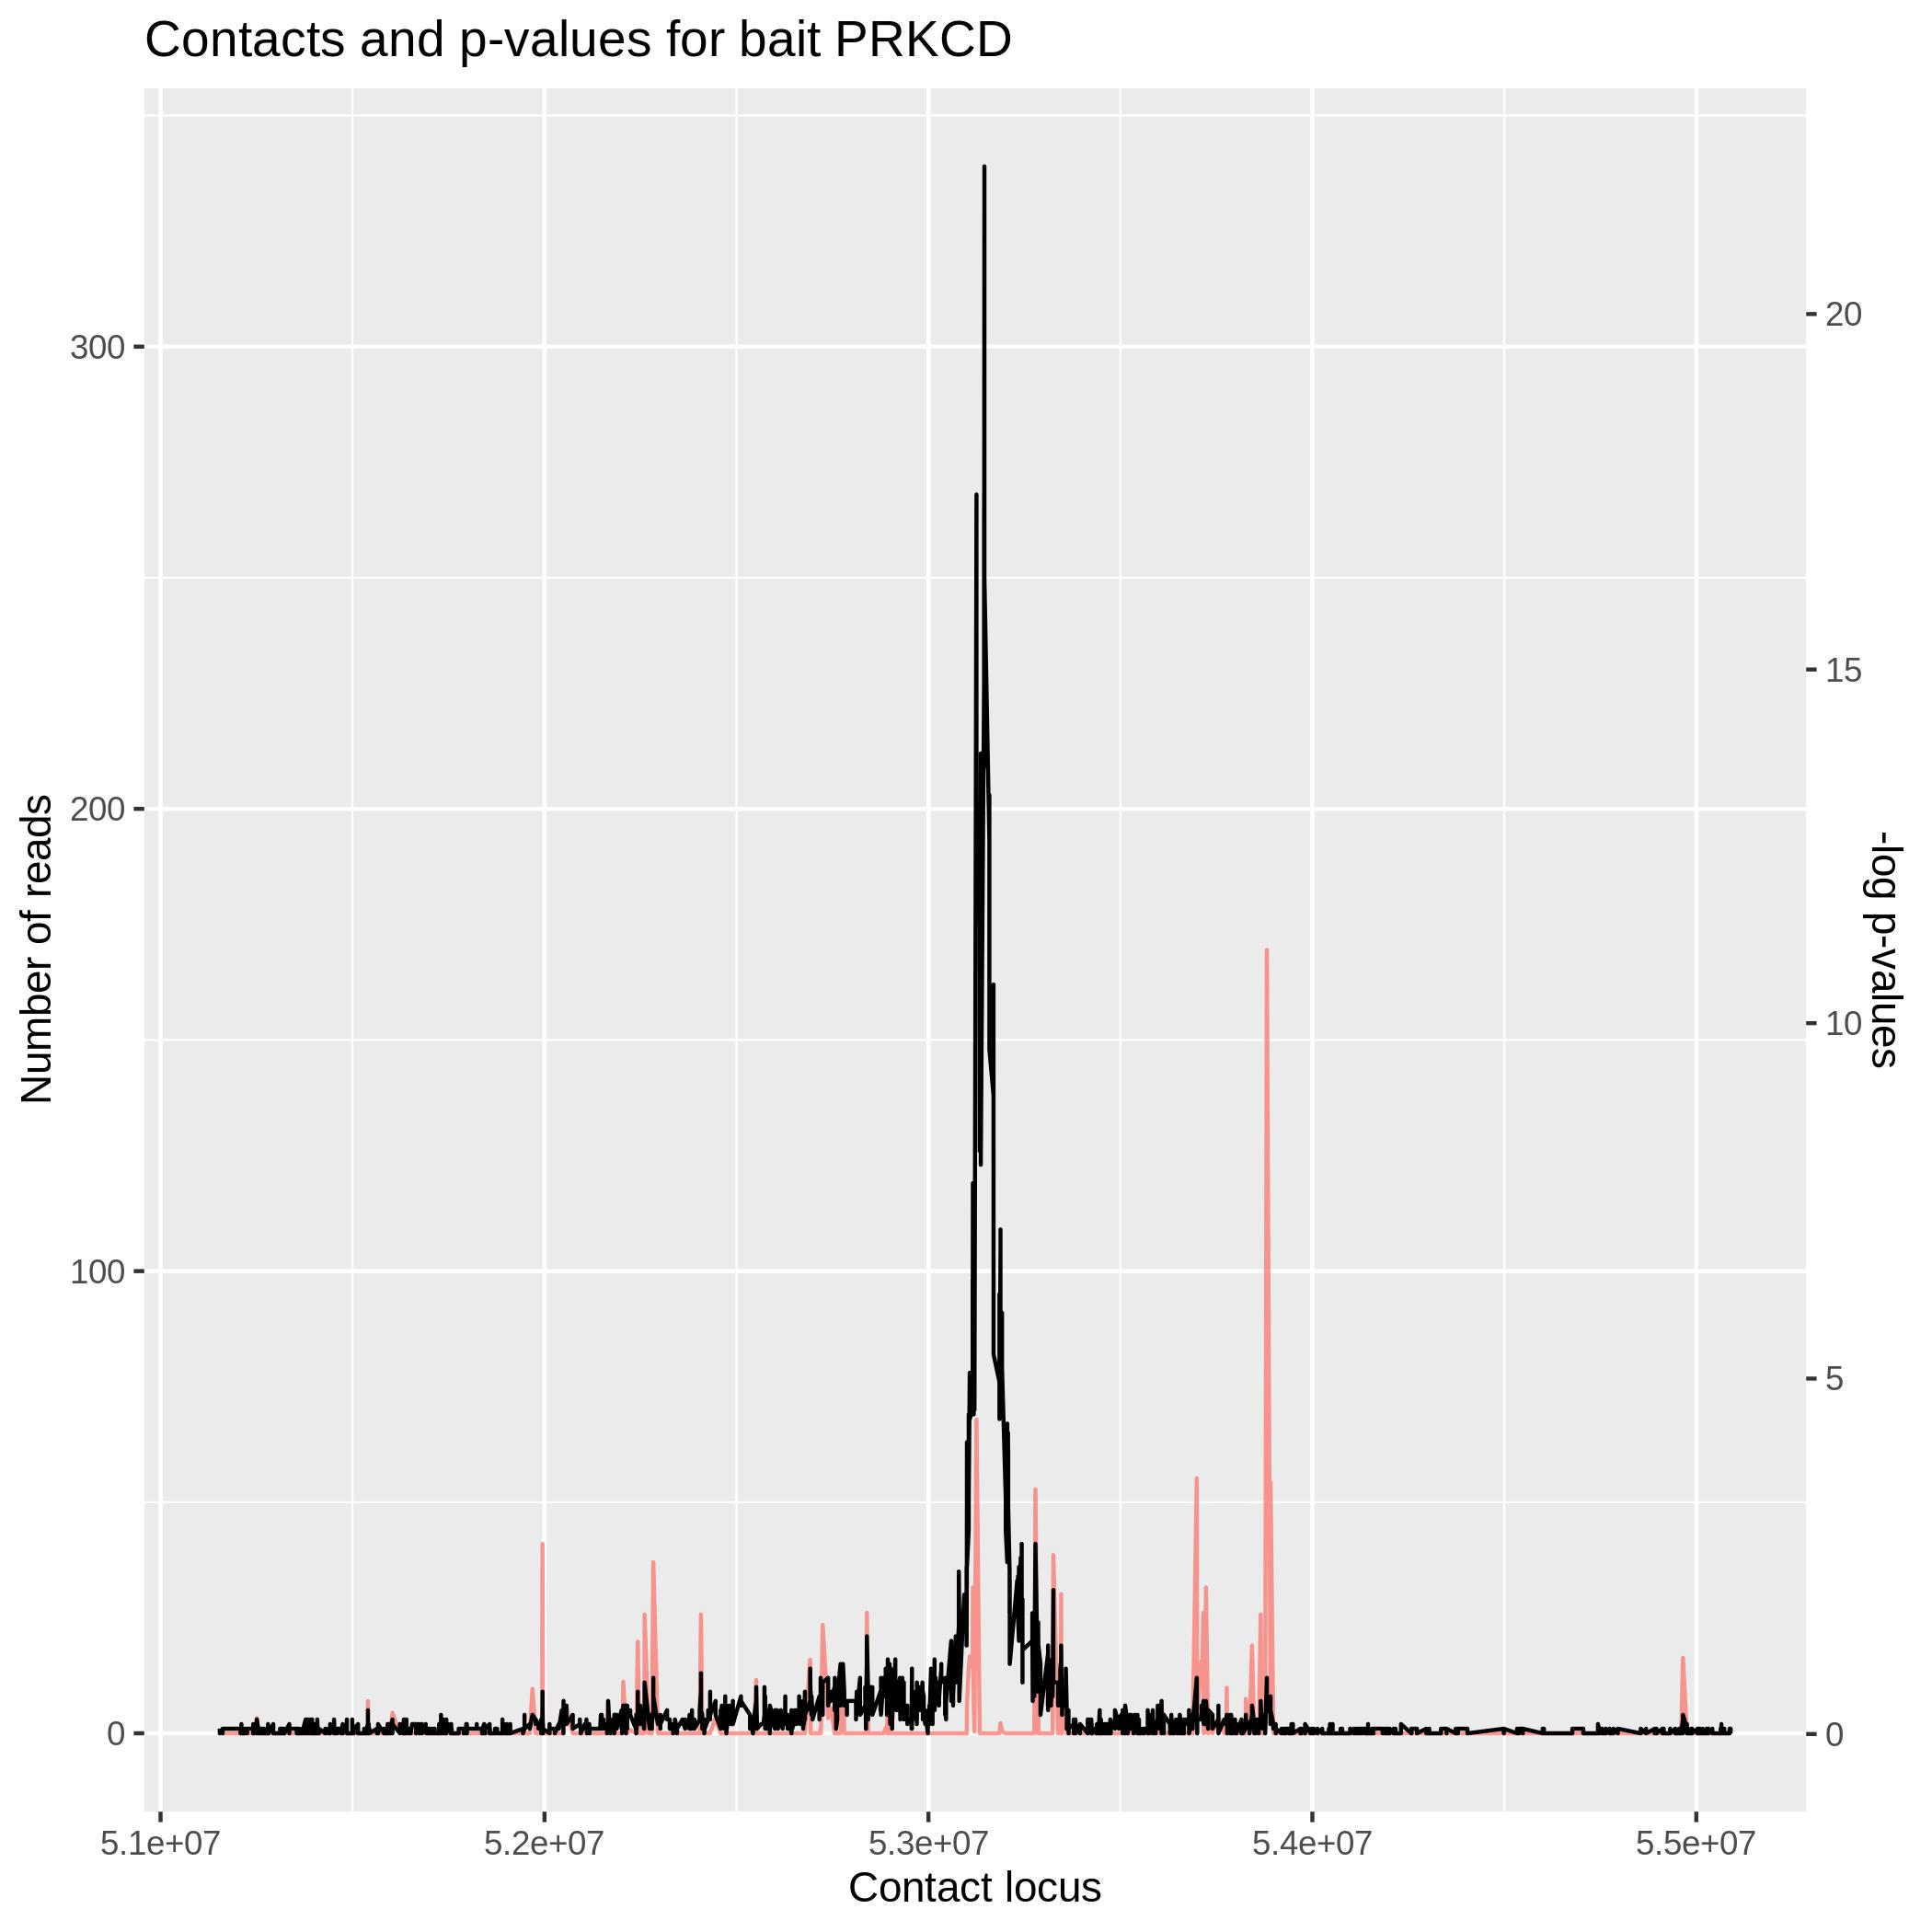 Contacts and p-values for bait PRKCD
Number of reads
300
200
100
0
20
15
10
5
0
-log p-values
5.1e+07
5.2e+07
5.3e+07
5.4e+07
5.5e+07
Contact locus